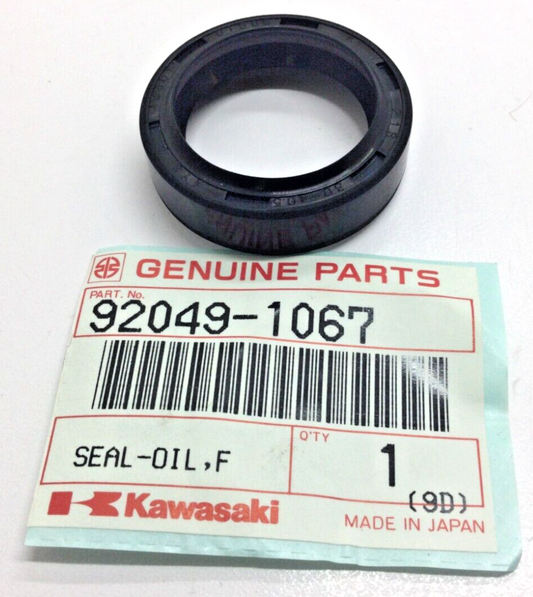 GENUINE PARTS
PART. No.
92049-1067
SEAL-OIL,F
Q'TY
1
(9D)
Kawasaki
MADE IN JAPAN